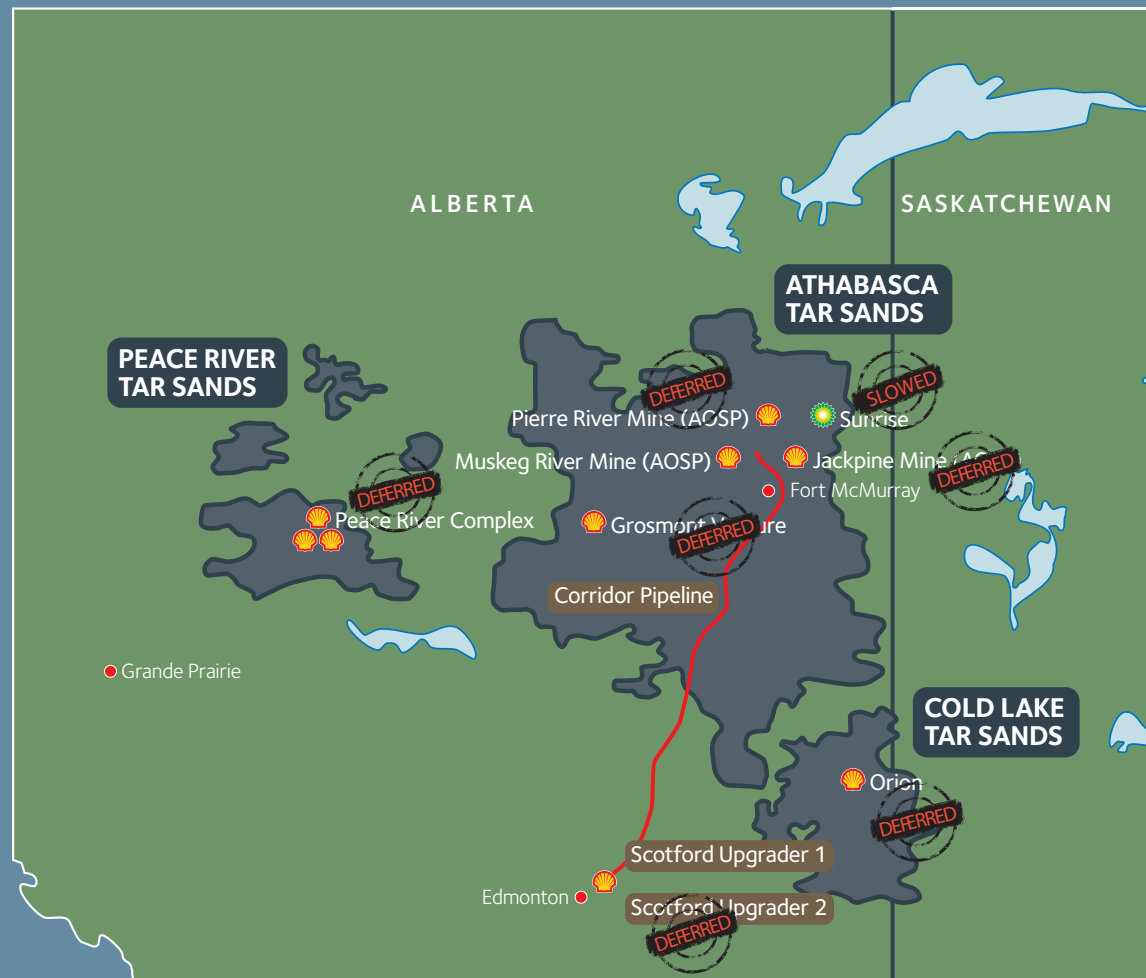 ALBERTA
SASKATCHEWAN
ATHABASCA
TAR SANDS
PEACE RIVER
TAR SANDS
DEFERRED
SLOWED
Pierre River Mine (AOSP)
Sunrise
Muskeg River Mine (AOSP)
Jackpine Mine
DEFERRED
DEFERRED
Fort McMurray
Peace River Complex
Grosmont
DEFERRED
Corridor Pipeline
Grande Prairie
COLD LAKE
TAR SANDS
Orion
DEFERRED
Scotford Upgrader 1
Edmonton
Scotford Upgrader 2
DEFERRED